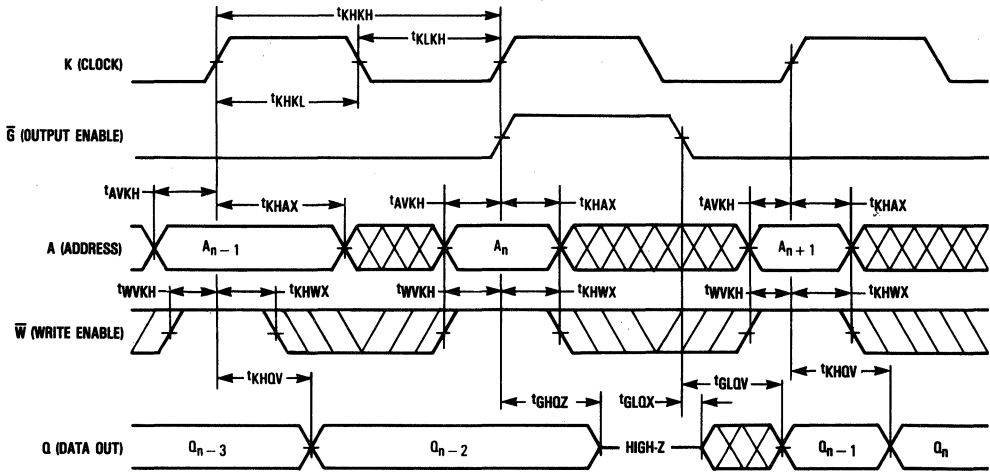 tKHKH
tKLKH
K (CLOCK)
tKHKL
G̅ (OUTPUT ENABLE)
tAVKH tKHAX tAVKH tKHAX tAVKH tKHAX
A (ADDRESS) An – 1 An An + 1
tWVKH tKHWX tWVKH tKHWX tWVKH tKHWX
W̅ (WRITE ENABLE)
tKHQV tGHQZ tGLQX tGLQV tKHQV
Q (DATA OUT) Qn – 3 Qn – 2 HIGH-Z Qn – 1 Qn